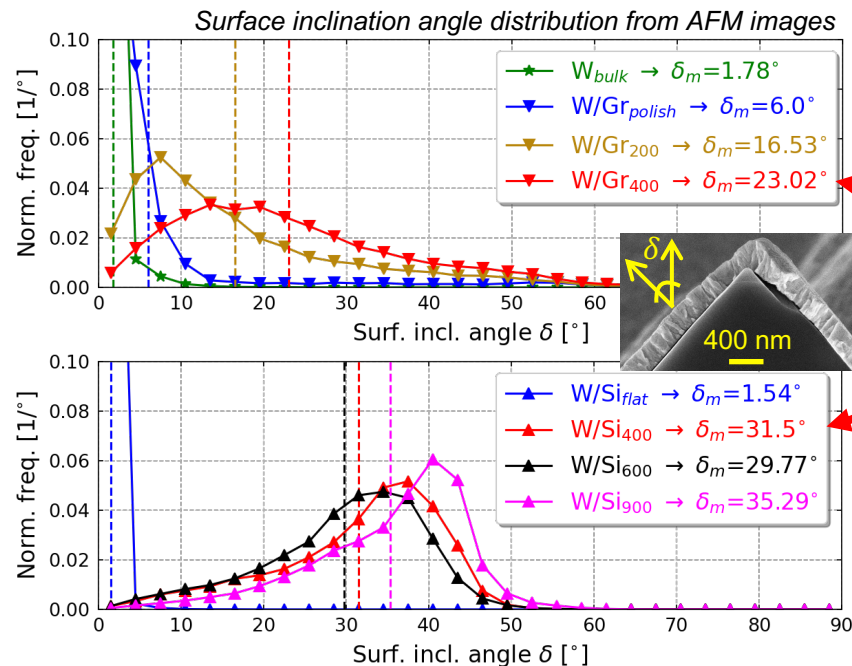 Surface inclination angle distribution from AFM images
Norm. freq. [1/°]
0.10
0.08
0.06
0.04
0.02
0.00
W_bulk → δ_m=1.78°
W/Gr_polish → δ_m=6.0°
W/Gr_200 → δ_m=16.53°
W/Gr_400 → δ_m=23.02°
0 10 20 30 40 50 60
Surf. incl. angle δ [°]
δ
400 nm
Norm. freq. [1/°]
0.10
0.08
0.06
0.04
0.02
0.00
W/Si_flat → δ_m=1.54°
W/Si_400 → δ_m=31.5°
W/Si_600 → δ_m=29.77°
W/Si_900 → δ_m=35.29°
0 10 20 30 40 50 60 70 80 90
Surf. incl. angle δ [°]